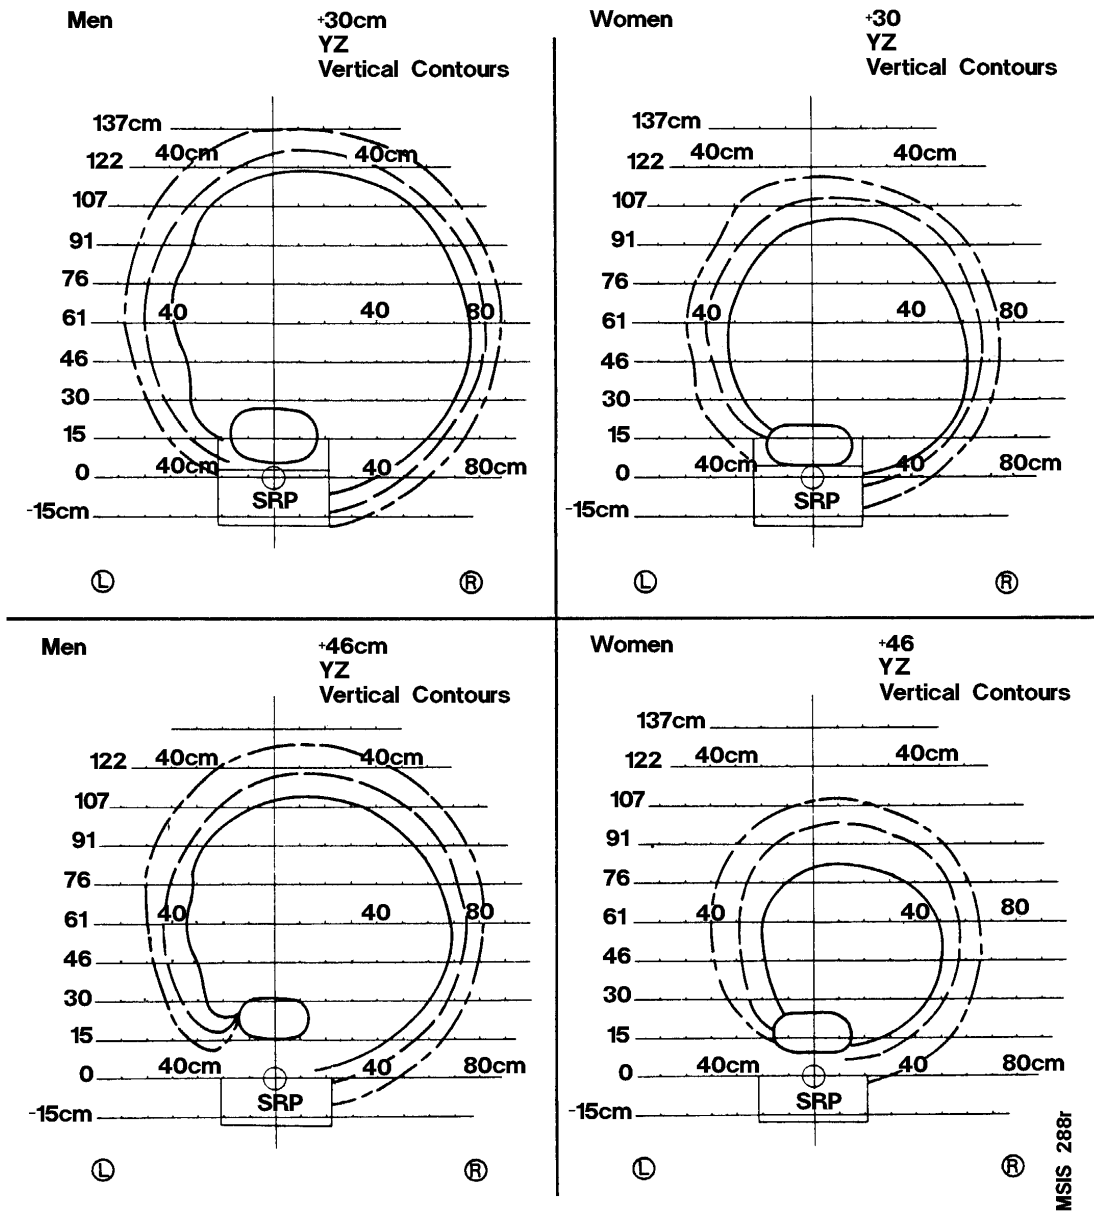 Men +30cm
YZ
Vertical Contours
137cm
122 40cm 40cm
107
91
76
40 40 80
61
46
30
15
40cm 40 80cm
0
SRP
-15cm
L R
Women +30
YZ
Vertical Contours
137cm
122 40cm 40cm
107
91
76
40 40 80
61
46
30
15
40cm 40 80cm
0
SRP
-15cm
L R
Men +46cm
YZ
Vertical Contours
122 40cm 40cm
107
91
76
40 40 80
61
46
30
15
40cm 40 80cm
0
SRP
-15cm
L R
Women +46
YZ
Vertical Contours
137cm
40cm 40cm
122
107
91
76
40 40 80
61
46
30
15
40cm 40 80cm
0
SRP
-15cm
L R
MSIS 288r